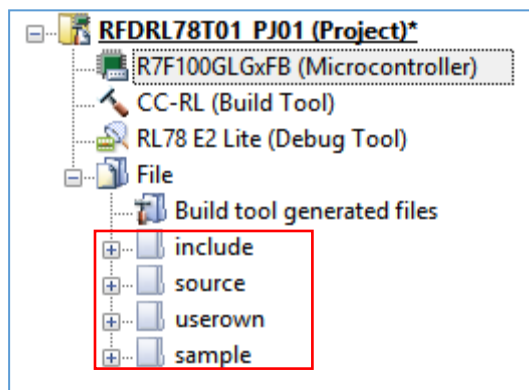 RFDRL78T01_PJ01 (Project)*
R7F100GLGxFB (Microcontroller)
CC-RL (Build Tool)
RL78 E2 Lite (Debug Tool)
File
Build tool generated files
include
source
userown
sample